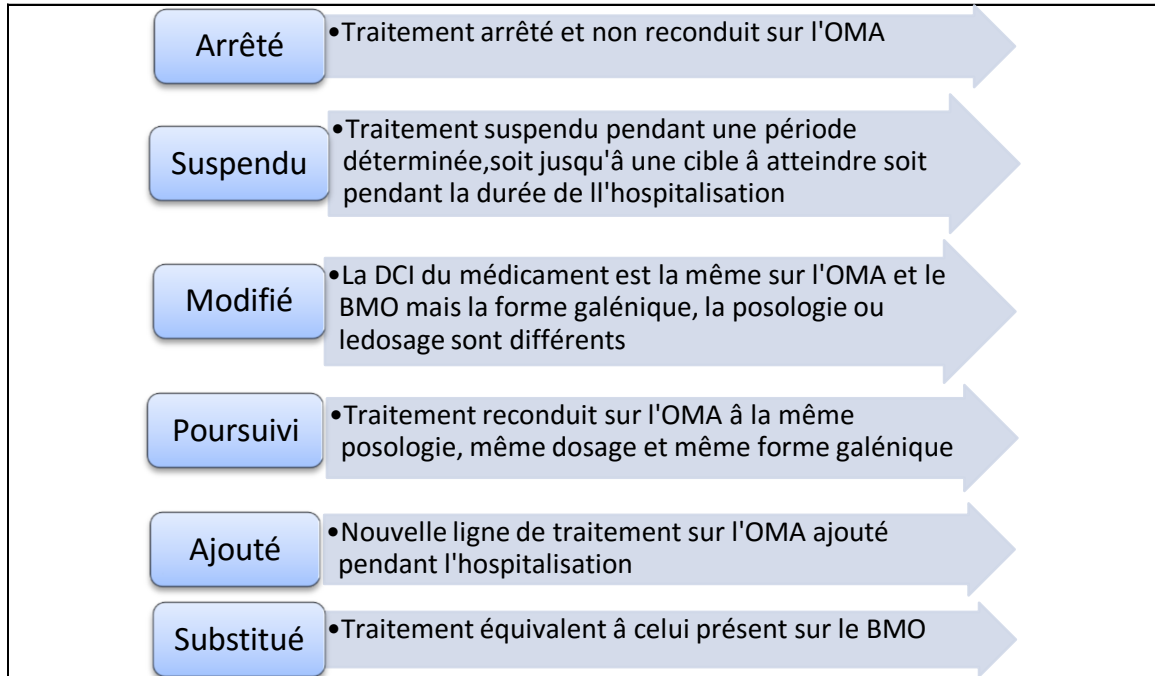 Arrêté
•Traitement arrêté et non reconduit sur l'OMA
Suspendu
•Traitement suspendu pendant une période
déterminée,soit jusqu'â une cible â atteindre soit
pendant la durée de ll'hospitalisation
Modifié
•La DCI du médicament est la même sur l'OMA et le
BMO mais la forme galénique, la posologie ou
ledosage sont différents
Poursuivi
•Traitement reconduit sur l'OMA â la même
posologie, même dosage et même forme galénique
Ajouté
•Nouvelle ligne de traitement sur l'OMA ajouté
pendant l'hospitalisation
Substitué
•Traitement équivalent â celui présent sur le BMO